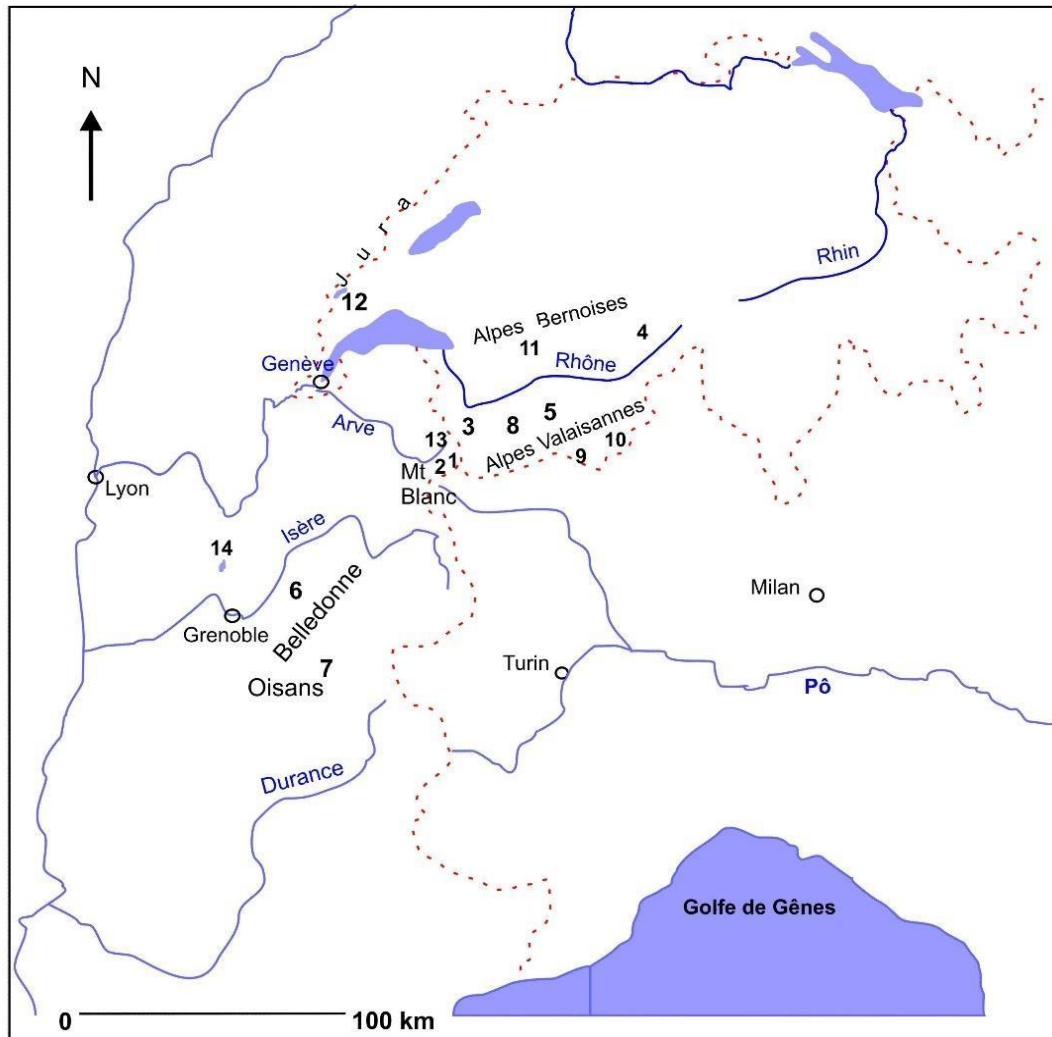 N
Jura
Rhin
12
Alpes Bernoises
4
11
Rhône
Genève
Arve
13
3
8
5
Alpes Valaisannes
10
9
1
2
Mt
Blanc
Lyon
Isère
14
6
Belledonne
Grenoble
Milan
7
Oisans
Turin
Pô
Durance
Golfe de Gênes
0
100 km